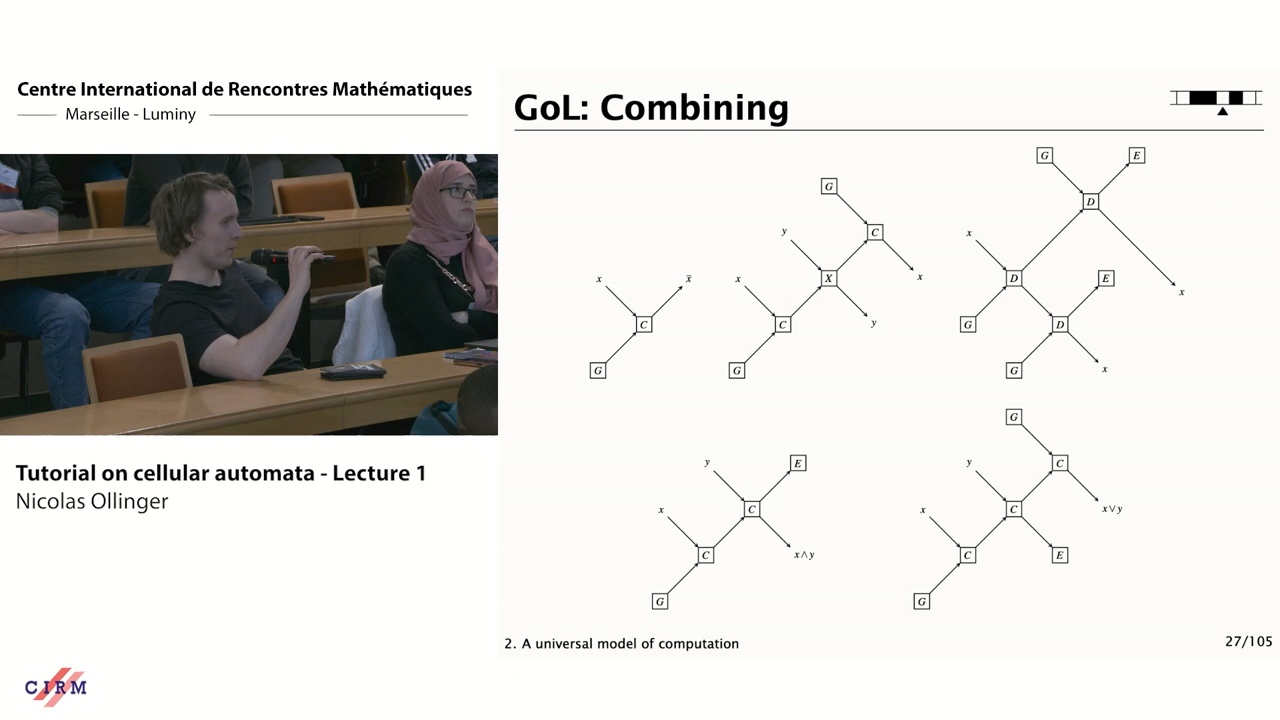 Centre International de Rencontres Mathématiques
Marseille - Luminy
Tutorial on cellular automata - Lecture 1
Nicolas Ollinger
CIRM
GoL: Combining
x x̄
C
G
G
y C
x X x
C y
G
G E
D
x
D E x
G D
G x
y E
x C
C x∧y
G
G
y C
x C x∨y
C E
G
2. A universal model of computation
27/105